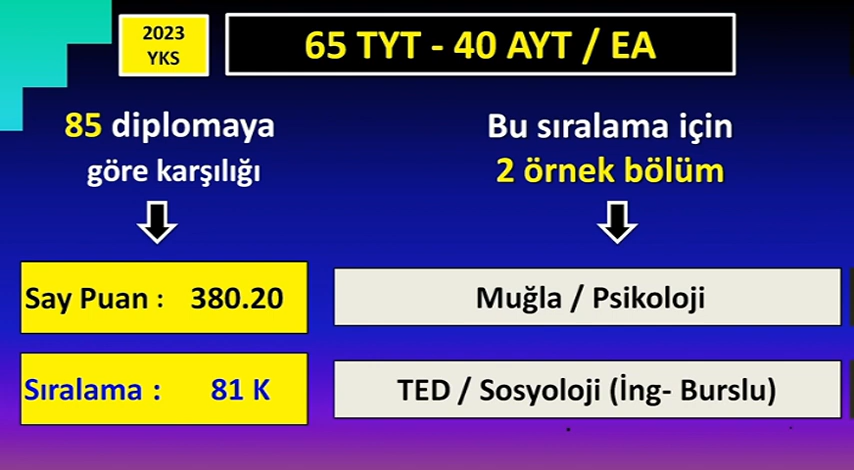 2023
YKS
65 TYT - 40 AYT / EA
85 diplomaya
göre karşılığı
Bu sıralama için
2 örnek bölüm
Say Puan : 380.20
Muğla / Psikoloji
Sıralama : 81 K
TED / Sosyoloji (İng- Burslu)